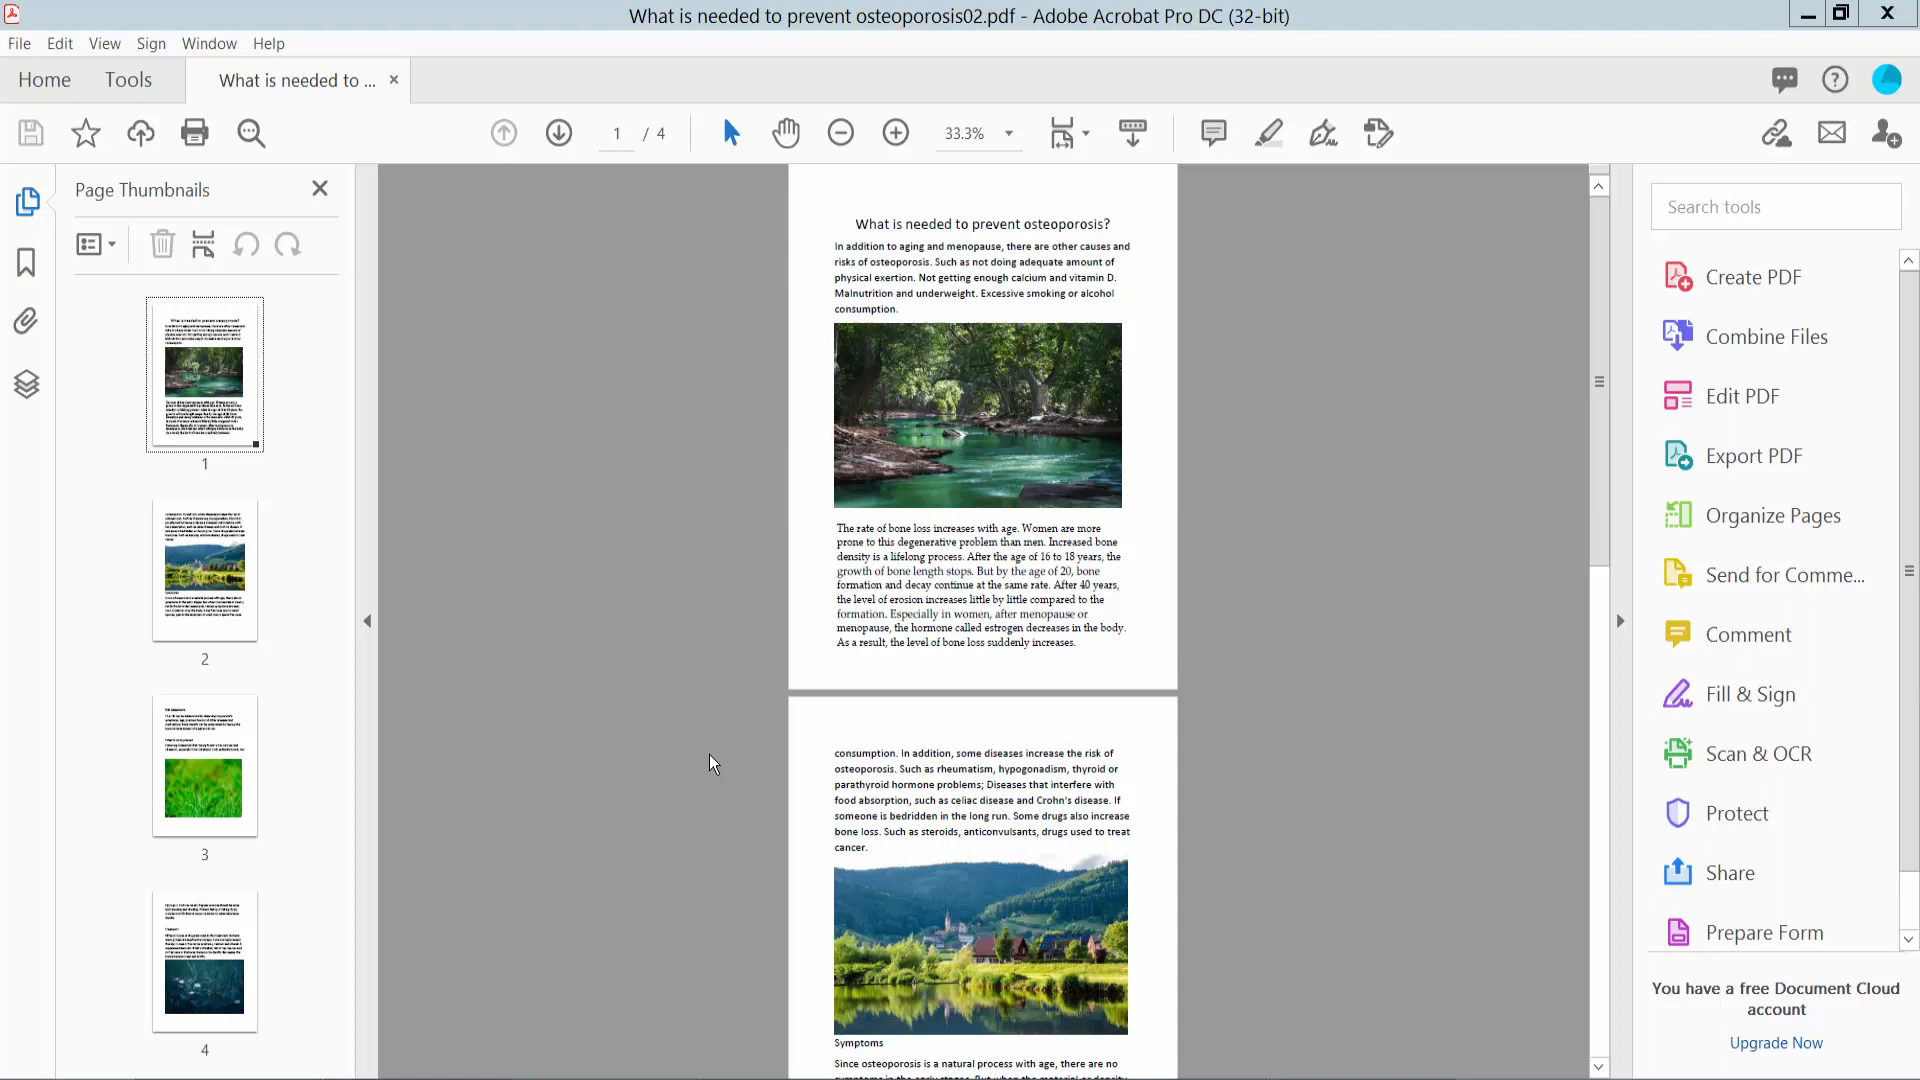 What is needed to prevent osteoporosis02.pdf - Adobe Acrobat Pro DC (32-bit)
File Edit View Sign Window Help
Home Tools What is needed to ... ×
1 / 4 33.3%
Page Thumbnails
1
2
3
4
What is needed to prevent osteoporosis?
In addition to aging and menopause, there are other causes and
risks of osteoporosis. Such as not doing adequate amount of
physical exertion. Not getting enough calcium and vitamin D.
Malnutrition and underweight. Excessive smoking or alcohol
consumption.
The rate of bone loss increases with age. Women are more
prone to this degenerative problem than men. Increased bone
density is a lifelong process. After the age of 16 to 18 years, the
growth of bone length stops. But by the age of 20, bone
formation and decay continue at the same rate. After 40 years,
the level of erosion increases little by little compared to the
formation. Especially in women, after menopause or
menopause, the hormone called estrogen decreases in the body.
As a result, the level of bone loss suddenly increases.
consumption. In addition, some diseases increase the risk of
osteoporosis. Such as rheumatism, hypogonadism, thyroid or
parathyroid hormone problems; Diseases that interfere with
food absorption, such as celiac disease and Crohn's disease. If
someone is bedridden in the long run. Some drugs also increase
bone loss. Such as steroids, anticonvulsants, drugs used to treat
cancer.
Symptoms
Since osteoporosis is a natural process with age, there are no
Search tools
Create PDF
Combine Files
Edit PDF
Export PDF
Organize Pages
Send for Comme...
Comment
Fill & Sign
Scan & OCR
Protect
Share
Prepare Form
You have a free Document Cloud
account
Upgrade Now